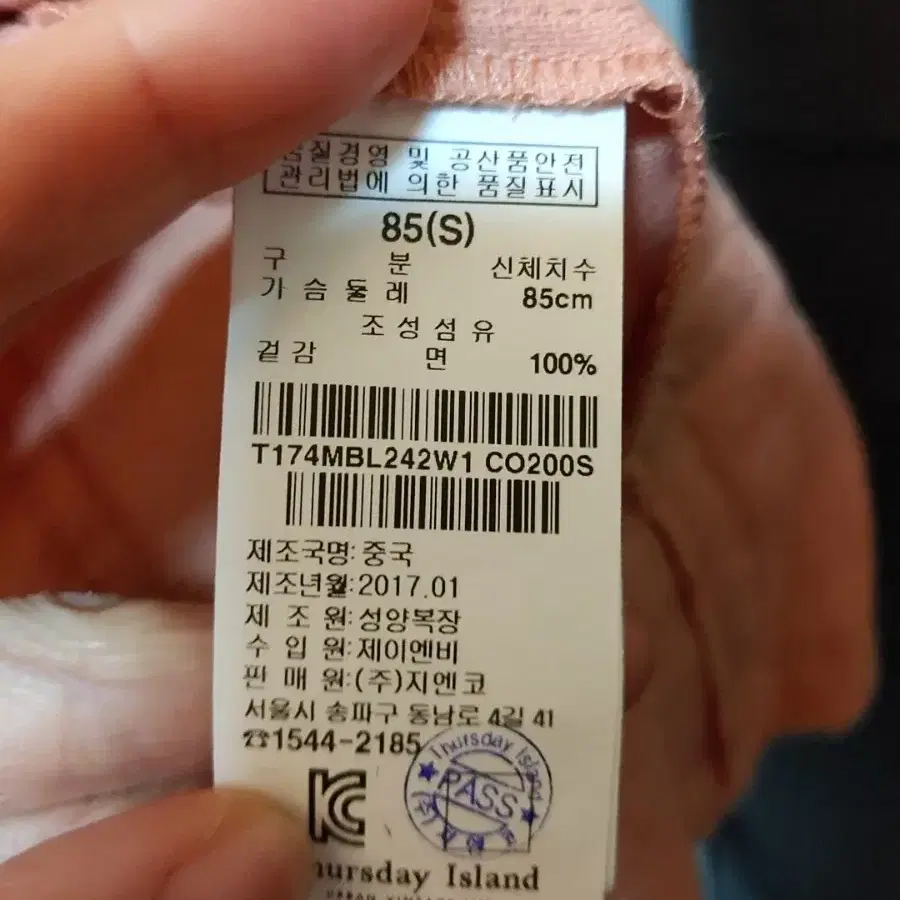 품질경영 및 공산품안전
관리법에 의한 품질표시
85(S)
구 분 신체치수
가슴둘레 85cm
조성섬유
겉감 면 100%
T174MBL242W1 CO200S
제조국명: 중국
제조년월: 2017.01
제 조 원: 성양복장
수 입 원: 제이엔비
판 매 원: (주)지엔코
서울시 송파구 동남로 4길 41
☎1544-2185
Thursday Island
PASS
Thursday Island